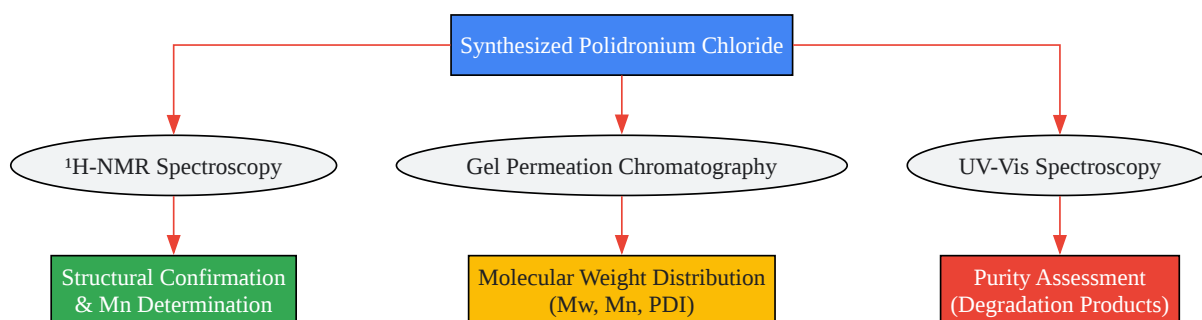 Synthesized Polidronium Chloride
¹H-NMR Spectroscopy
Gel Permeation Chromatography
UV-Vis Spectroscopy
Structural Confirmation
& Mn Determination
Molecular Weight Distribution
(Mw, Mn, PDI)
Purity Assessment
(Degradation Products)